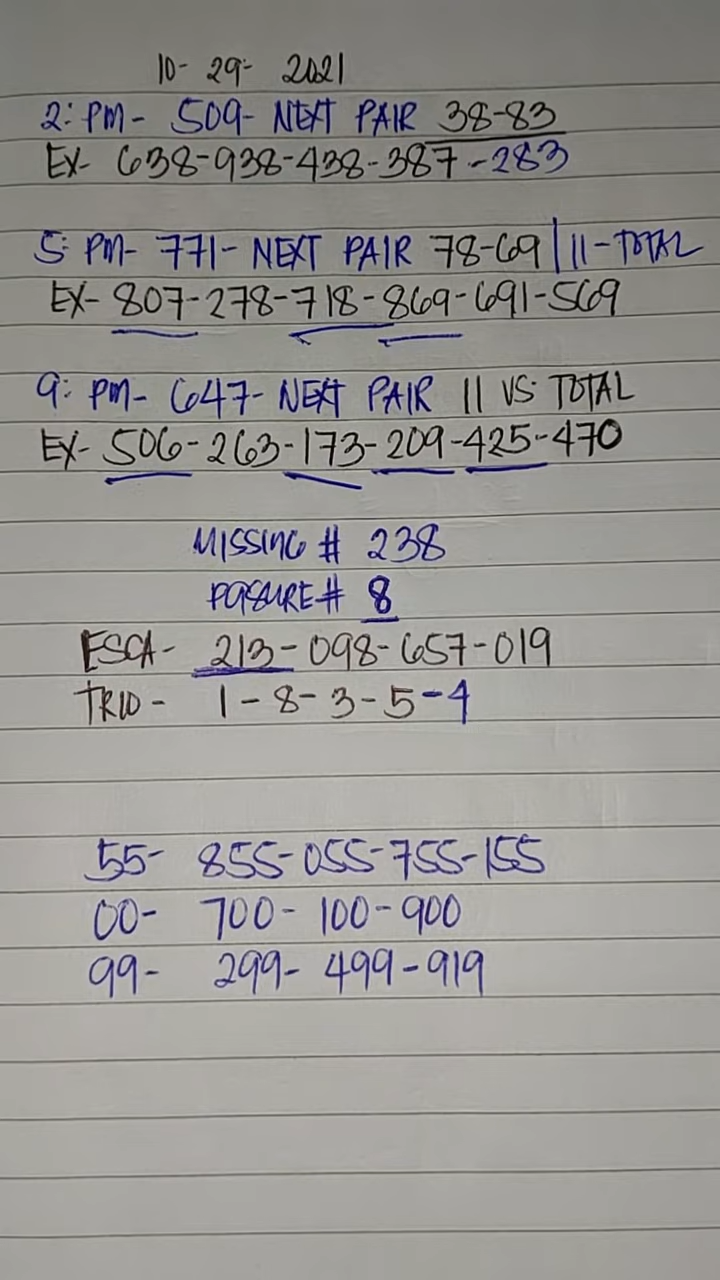 10- 29- 2021
2: PM- 509- NEXT PAIR 38-83
EX- 638-938-438-387-283
5: PM- 771- NEXT PAIR 78-69 | 11-TOTAL
EX- 807-278-718-869-691-569
9: PM- 647- NEXT PAIR 11 VS: TOTAL
EX- 506-263-173-209-425-470
MISSING # 238
POSURE# 8
ESCA- 213-098-657-019
TRIO- 1-8-3-5-4
55- 855-055-755-155
00- 700-100-900
99- 299-499-919